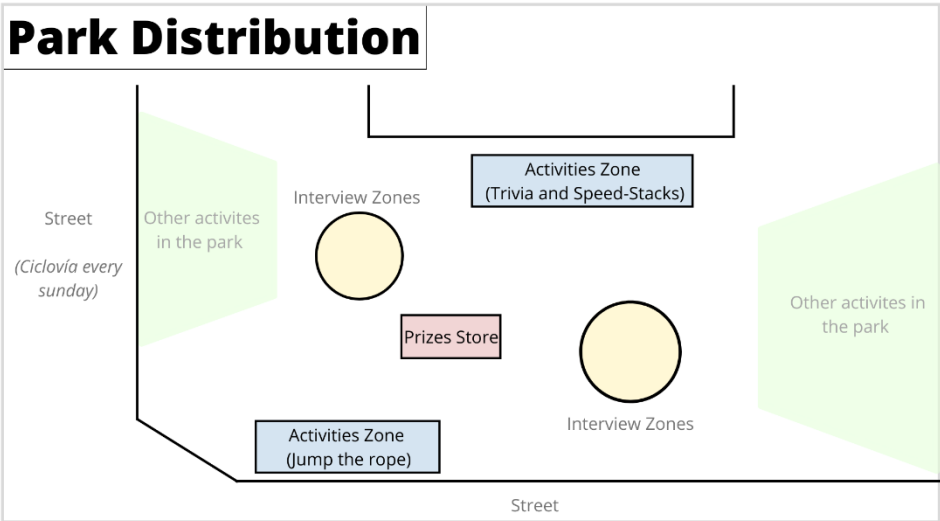 Park Distribution
Activities Zone
(Trivia and Speed-Stacks)
Interview Zones
Street
(Ciclovía every
sunday)
Other activites
in the park
Other activites in
the park
Prizes Store
Interview Zones
Activities Zone
(Jump the rope)
Street